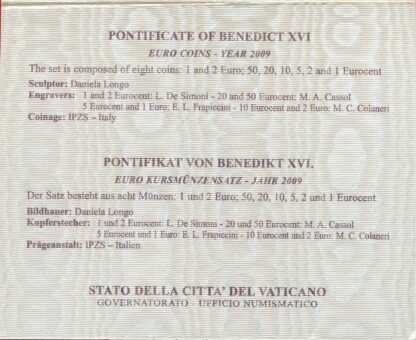 PONTIFICATE OF BENEDICT XVI
EURO COINS - YEAR 2009
The set is composed of eight coins: 1 and 2 Euro; 50, 20, 10, 5, 2 and 1 Eurocent
Sculptor: Daniela Longo
Engravers: 1 and 2 Eurocent: L. De Simoni - 20 and 50 Eurocent: M. A. Cassol
5 Eurocent and 1 Euro: E. L. Frapiccini - 10 Eurocent and 2 Euro: M. C. Colaneri
Coinage: IPZS – Italy
PONTIFIKAT VON BENEDIKT XVI.
EURO KURSMÜNZENSATZ - JAHR 2009
Der Satz besteht aus acht Münzen: 1 und 2 Euro; 50, 20, 10, 5, 2 und 1 Eurocent
Bildhauer: Daniela Longo
Kupferstecher: 1 und 2 Eurocent: L. De Simoni - 20 und 50 Eurocent: M. A. Cassol
5 Eurocent und 1 Euro: E. L. Frapiccini - 10 Eurocent und 2 Euro: M. C. Colaneri
Prägeanstalt: IPZS – Italien
STATO DELLA CITTA' DEL VATICANO
GOVERNATORATO - UFFICIO NUMISMATICO